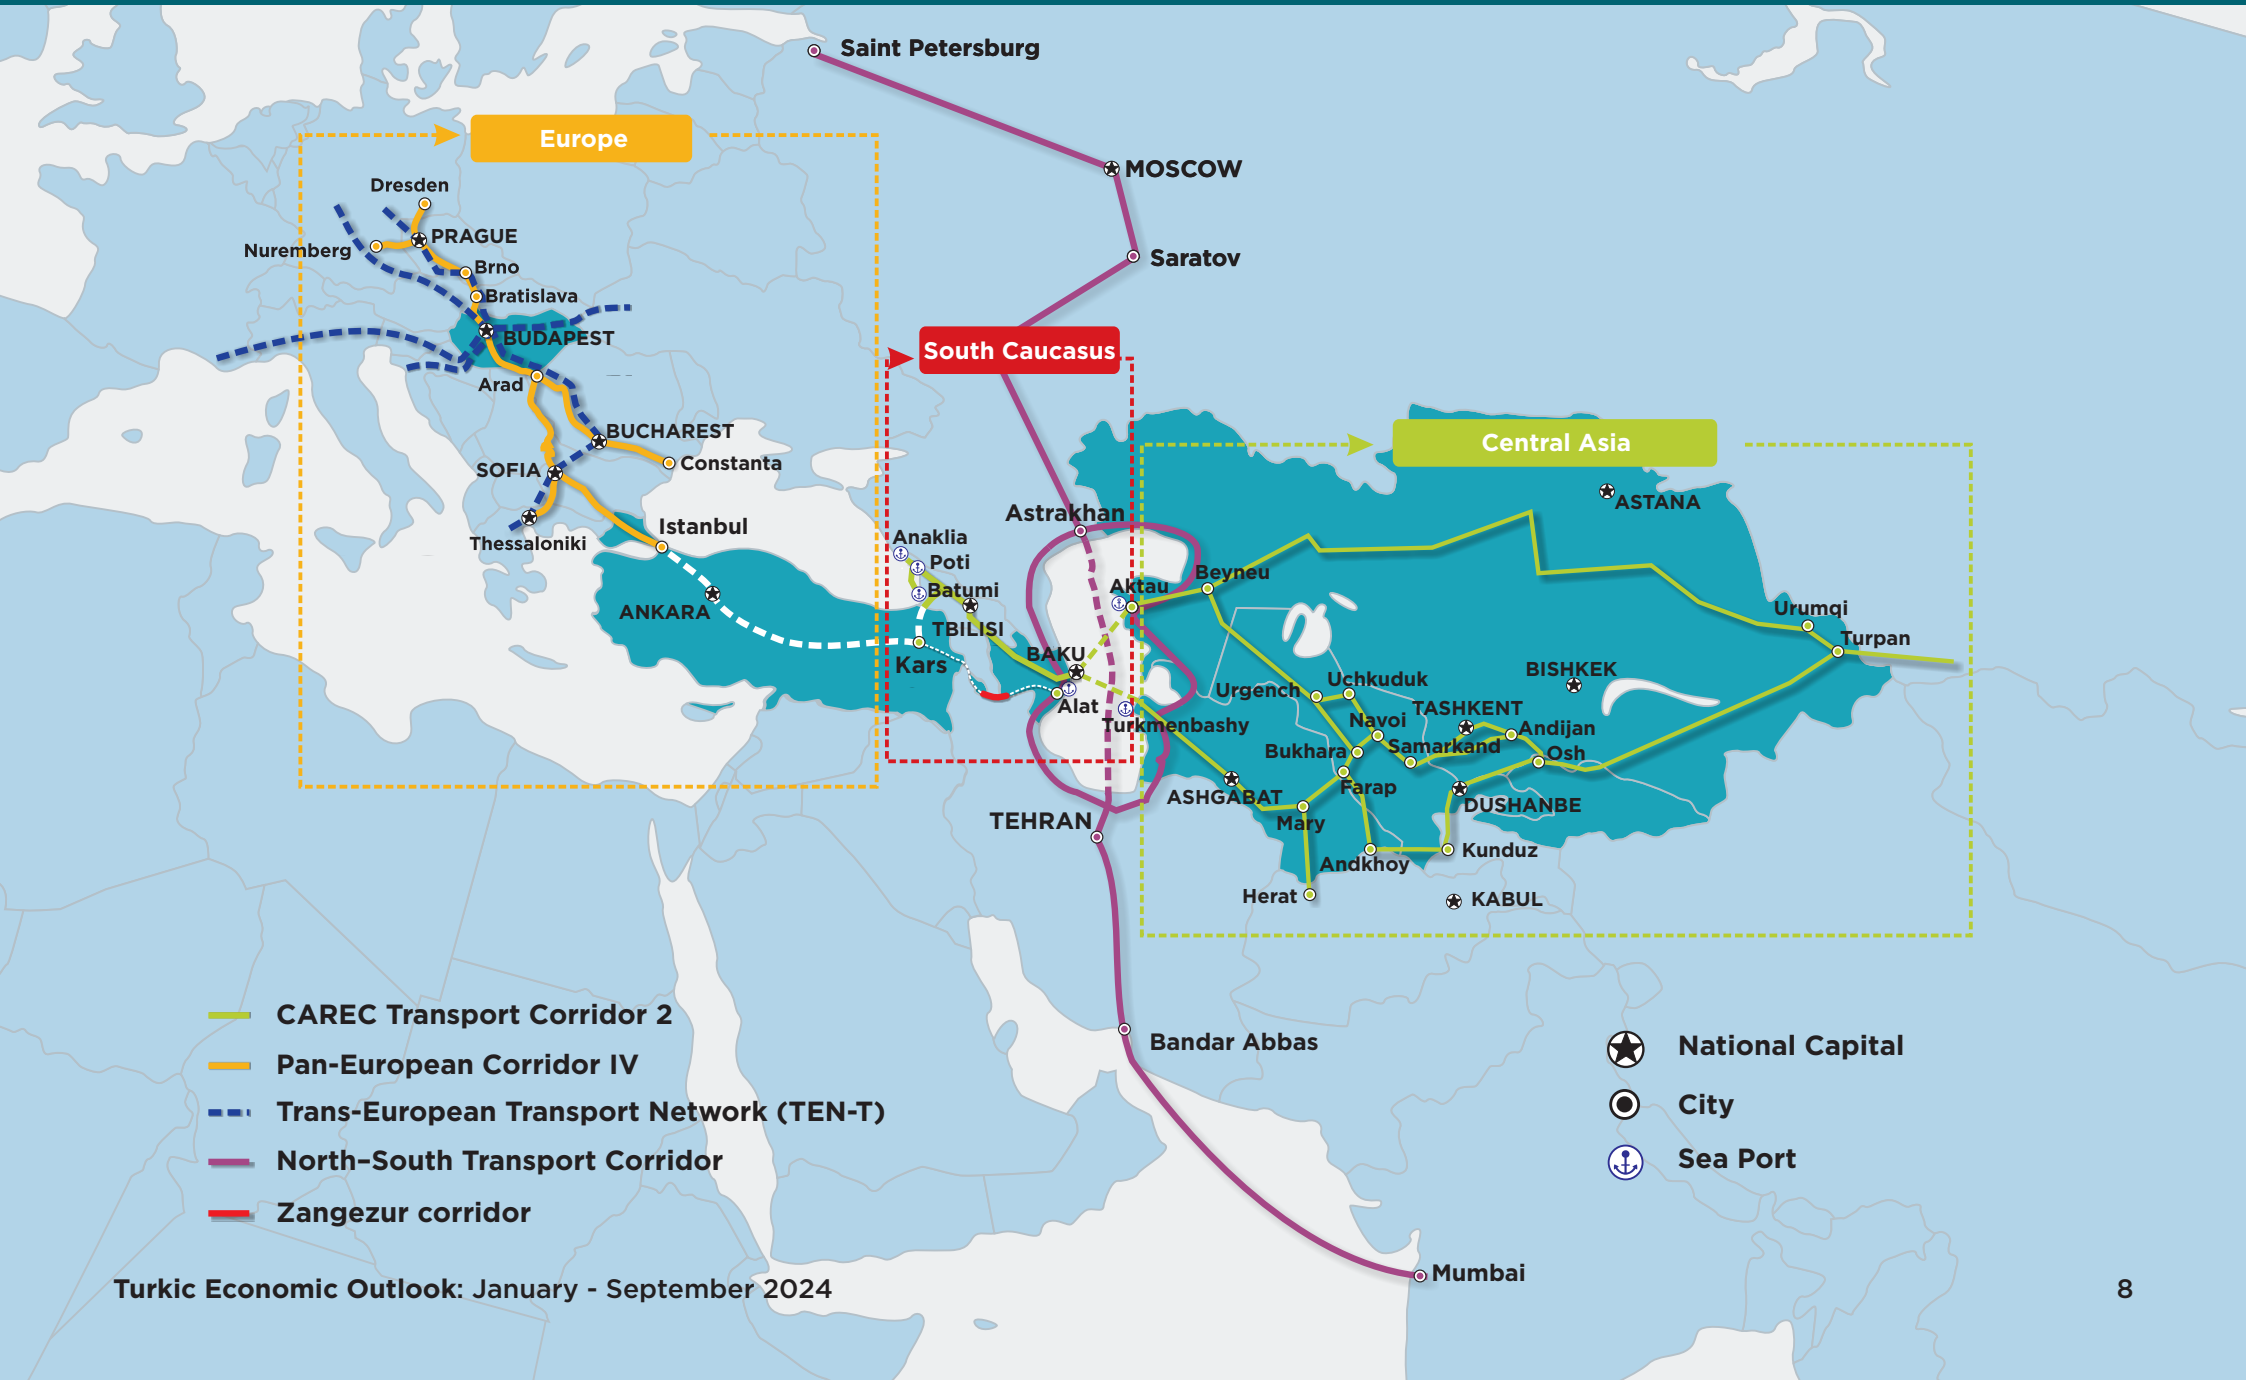 Saint Petersburg
MOSCOW
Saratov
Europe
Dresden
PRAGUE
Nuremberg
Brno
Bratislava
BUDAPEST
Arad
BUCHAREST
Constanta
SOFIA
Thessaloniki
Istanbul
ANKARA
South Caucasus
Astrakhan
Anaklia
Poti
Batumi
TBILISI
Kars
BAKU
Alat
Aktau
Turkmenbashy
TEHRAN
Bandar Abbas
Mumbai
Central Asia
ASTANA
Beyneu
Urumqi
Turpan
BISHKEK
Urgench
Uchkuduk
TASHKENT
Navoi
Andijan
Bukhara
Samarkand
Osh
Farap
ASHGABAT
DUSHANBE
Mary
Andkhoy
Kunduz
Herat
KABUL
CAREC Transport Corridor 2
Pan-European Corridor IV
Trans-European Transport Network (TEN-T)
North–South Transport Corridor
Zangezur corridor
National Capital
City
Sea Port
Turkic Economic Outlook: January - September 2024
8